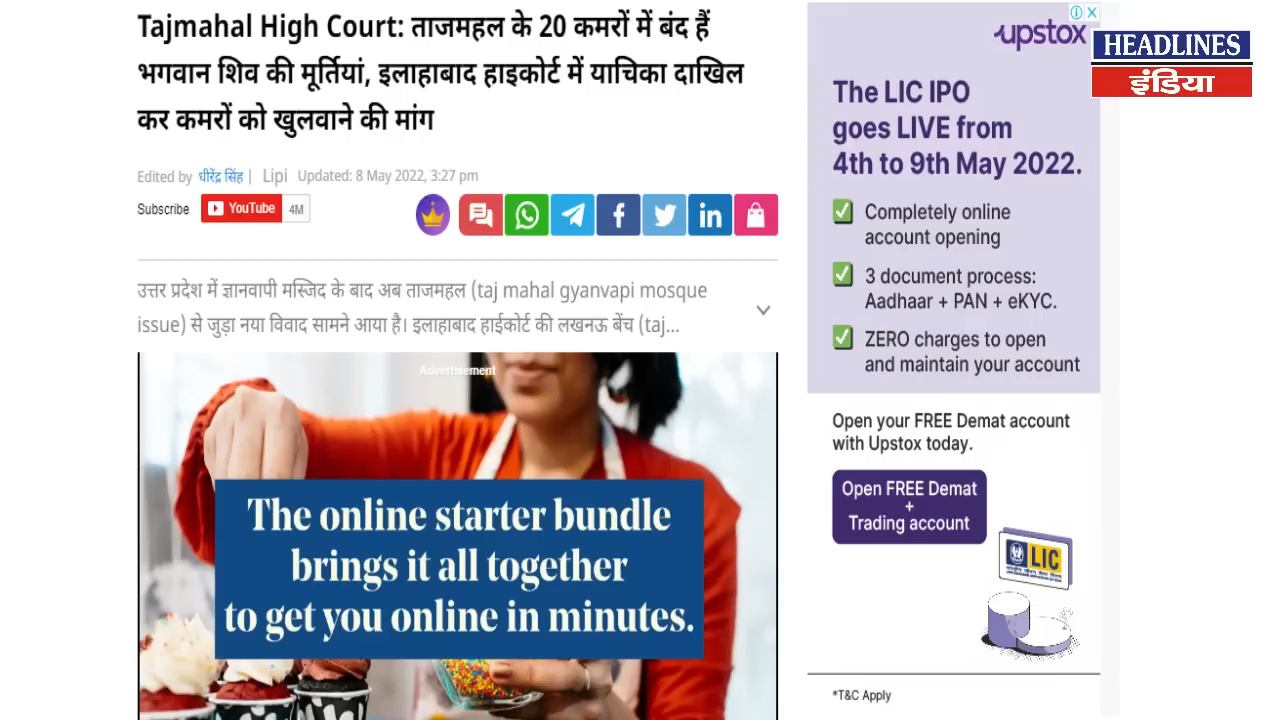 Tajmahal High Court: ताजमहल के 20 कमरों में बंद हैं
भगवान शिव की मूर्तियां, इलाहाबाद हाइकोर्ट में याचिका दाखिल
कर कमरों को खुलवाने की मांग
Edited by धीरेंद्र सिंह | Lipi Updated: 8 May 2022, 3:27 pm
Subscribe YouTube 4M
उत्तर प्रदेश में ज्ञानवापी मस्जिद के बाद अब ताजमहल (taj mahal gyanvapi mosque
issue) से जुड़ा नया विवाद सामने आया है। इलाहाबाद हाईकोर्ट की लखनऊ बेंच (taj...
Advertisement
The online starter bundle
brings it all together
to get you online in minutes.
upstox
HEADLINES
इंडिया
The LIC IPO
goes LIVE from
4th to 9th May 2022.
Completely online
account opening
3 document process:
Aadhaar + PAN + eKYC.
ZERO charges to open
and maintain your account
Open your FREE Demat account
with Upstox today.
Open FREE Demat
+
Trading account
LIC
*T&C Apply